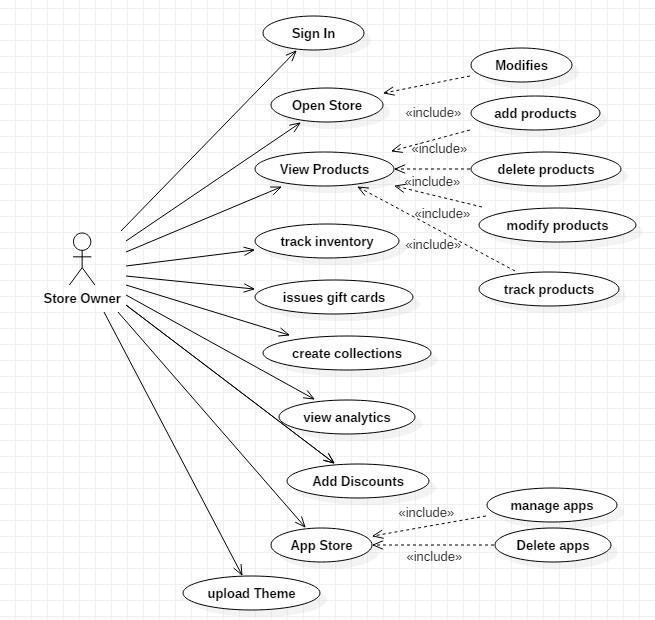 Sign In
Modifies
Open Store
«include»
add products
«include»
View Products
delete products
«include»
«include»
modify products
track inventory
«include»
Store Owner
issues gift cards
track products
create collections
view analytics
Add Discounts
manage apps
«include»
App Store
Delete apps
«include»
upload Theme